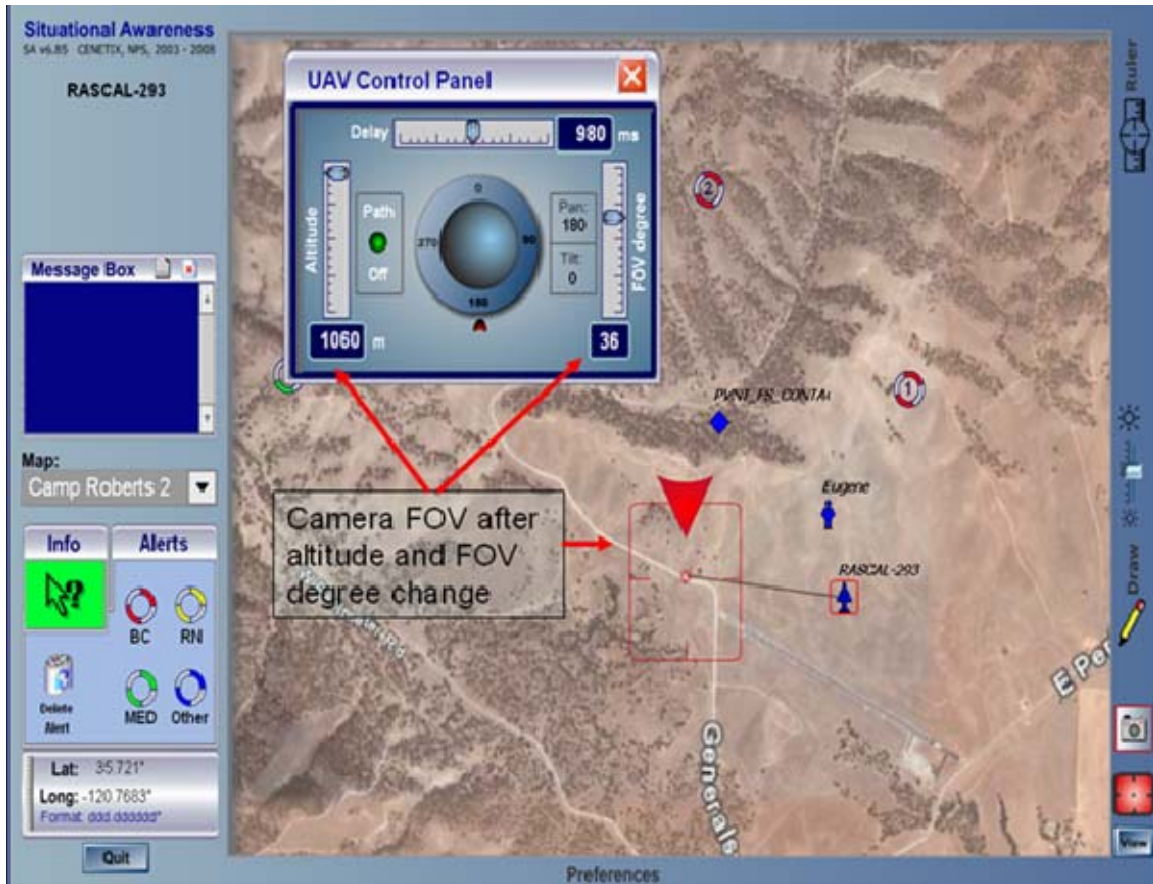 Situational Awareness
SA v6.85 CENETIX, NPS, 2003 - 2008
RASCAL-293
Message Box
Map:
Camp Roberts 2
Info
Alerts
BC
RNI
Delete
Alert
MED
Other
Lat: 35.721°
Long: -120.7683°
Format: ddd.dddddd°
Quit
UAV Control Panel
Delay
980 ms
Altitude
Path
Off
0
90
180
270
Pan:
180
Tilt:
0
FOV degree
1060 m
36
2
1
Eugene
RASCAL-293
Camera FOV after
altitude and FOV
degree change
Generals
E Per
Ruler
Draw
View
Preferences